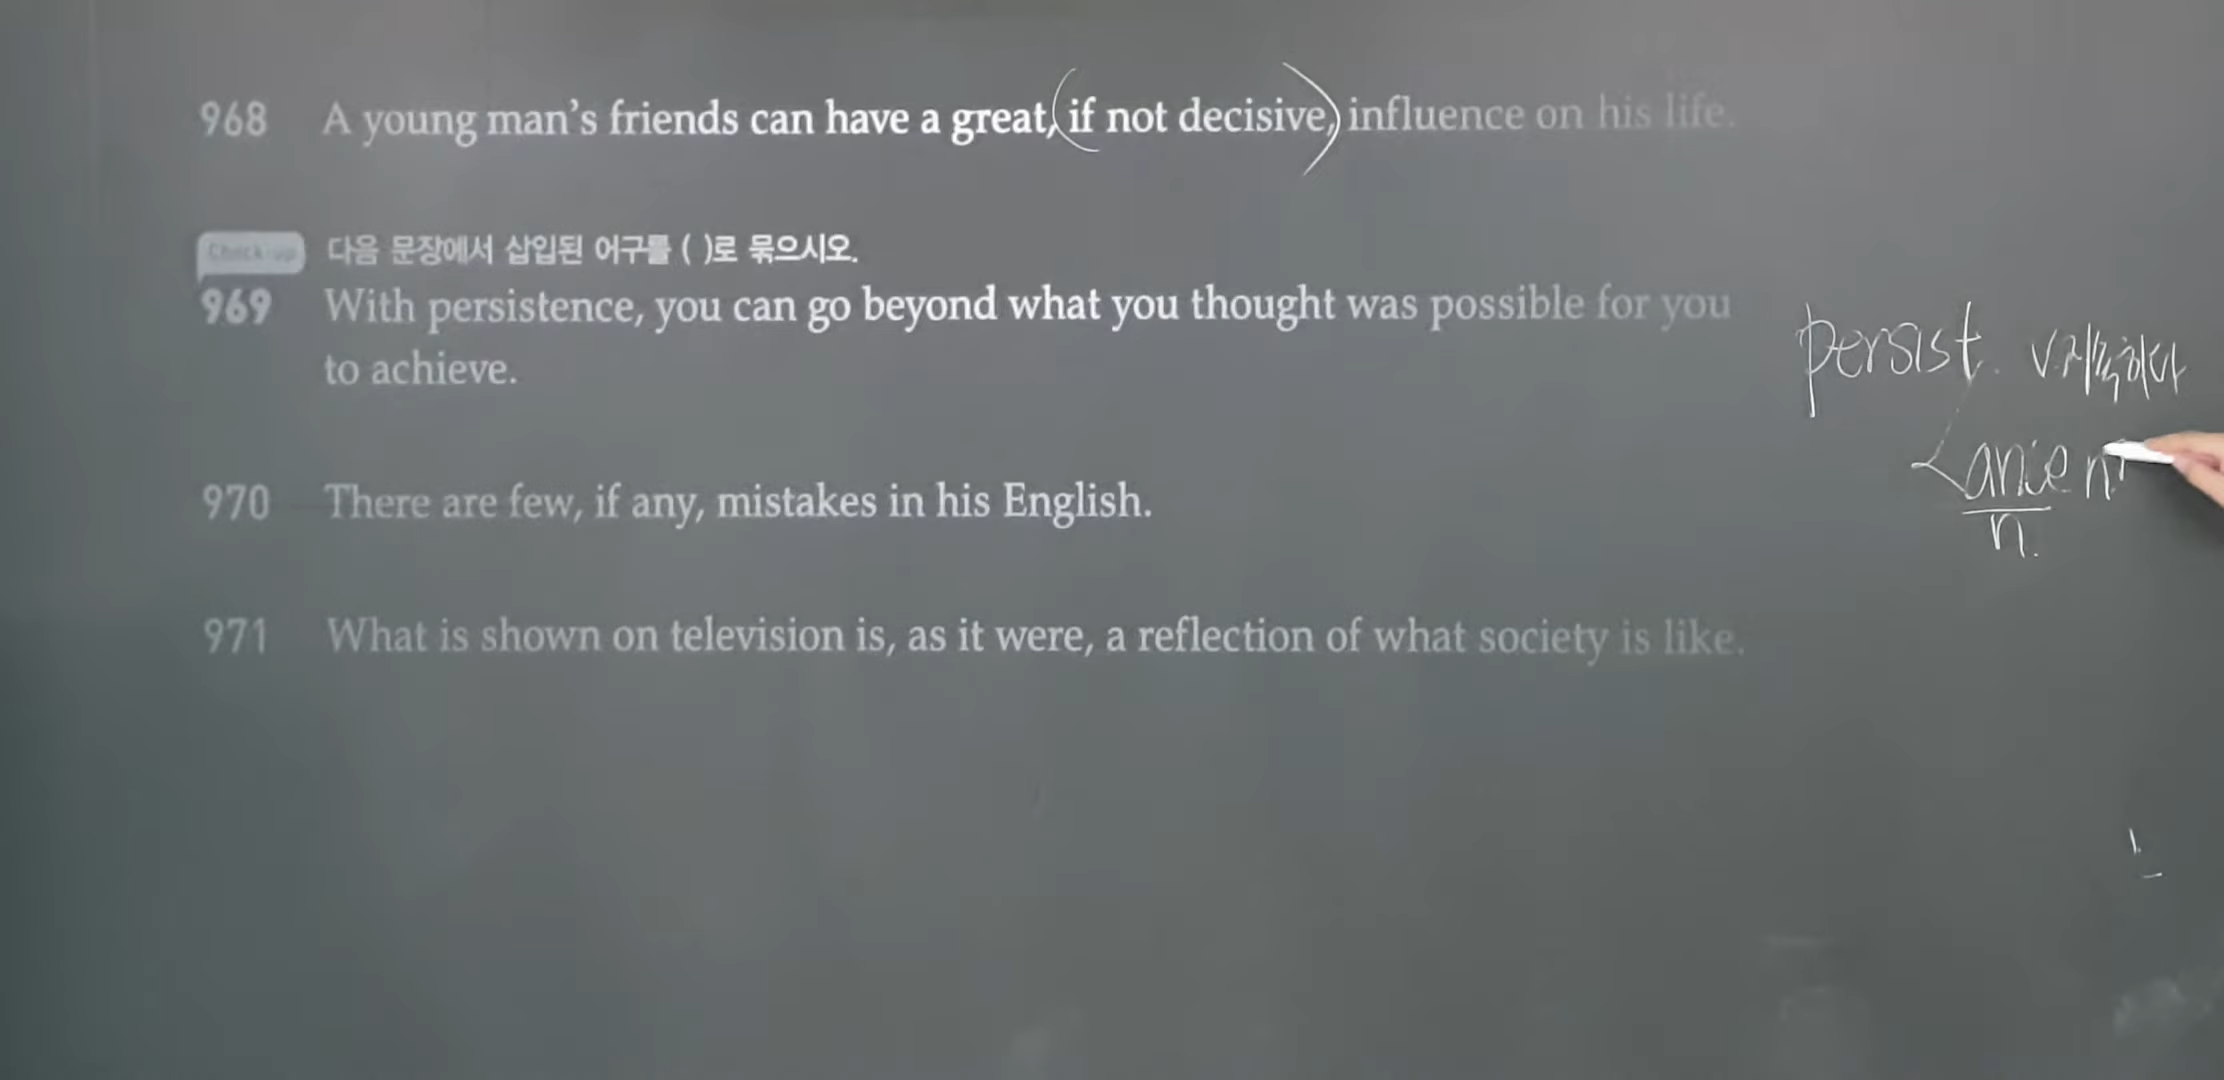 968 A young man's friends can have a great, (if not decisive,) influence on his life.
Check-up 다음 문장에서 삽입된 어구를 ( )로 묶으시오.
969 With persistence, you can go beyond what you thought was possible for you
to achieve.
persist. v.지속하다
970 There are few, if any, mistakes in his English.
n.
971 What is shown on television is, as it were, a reflection of what society is like.